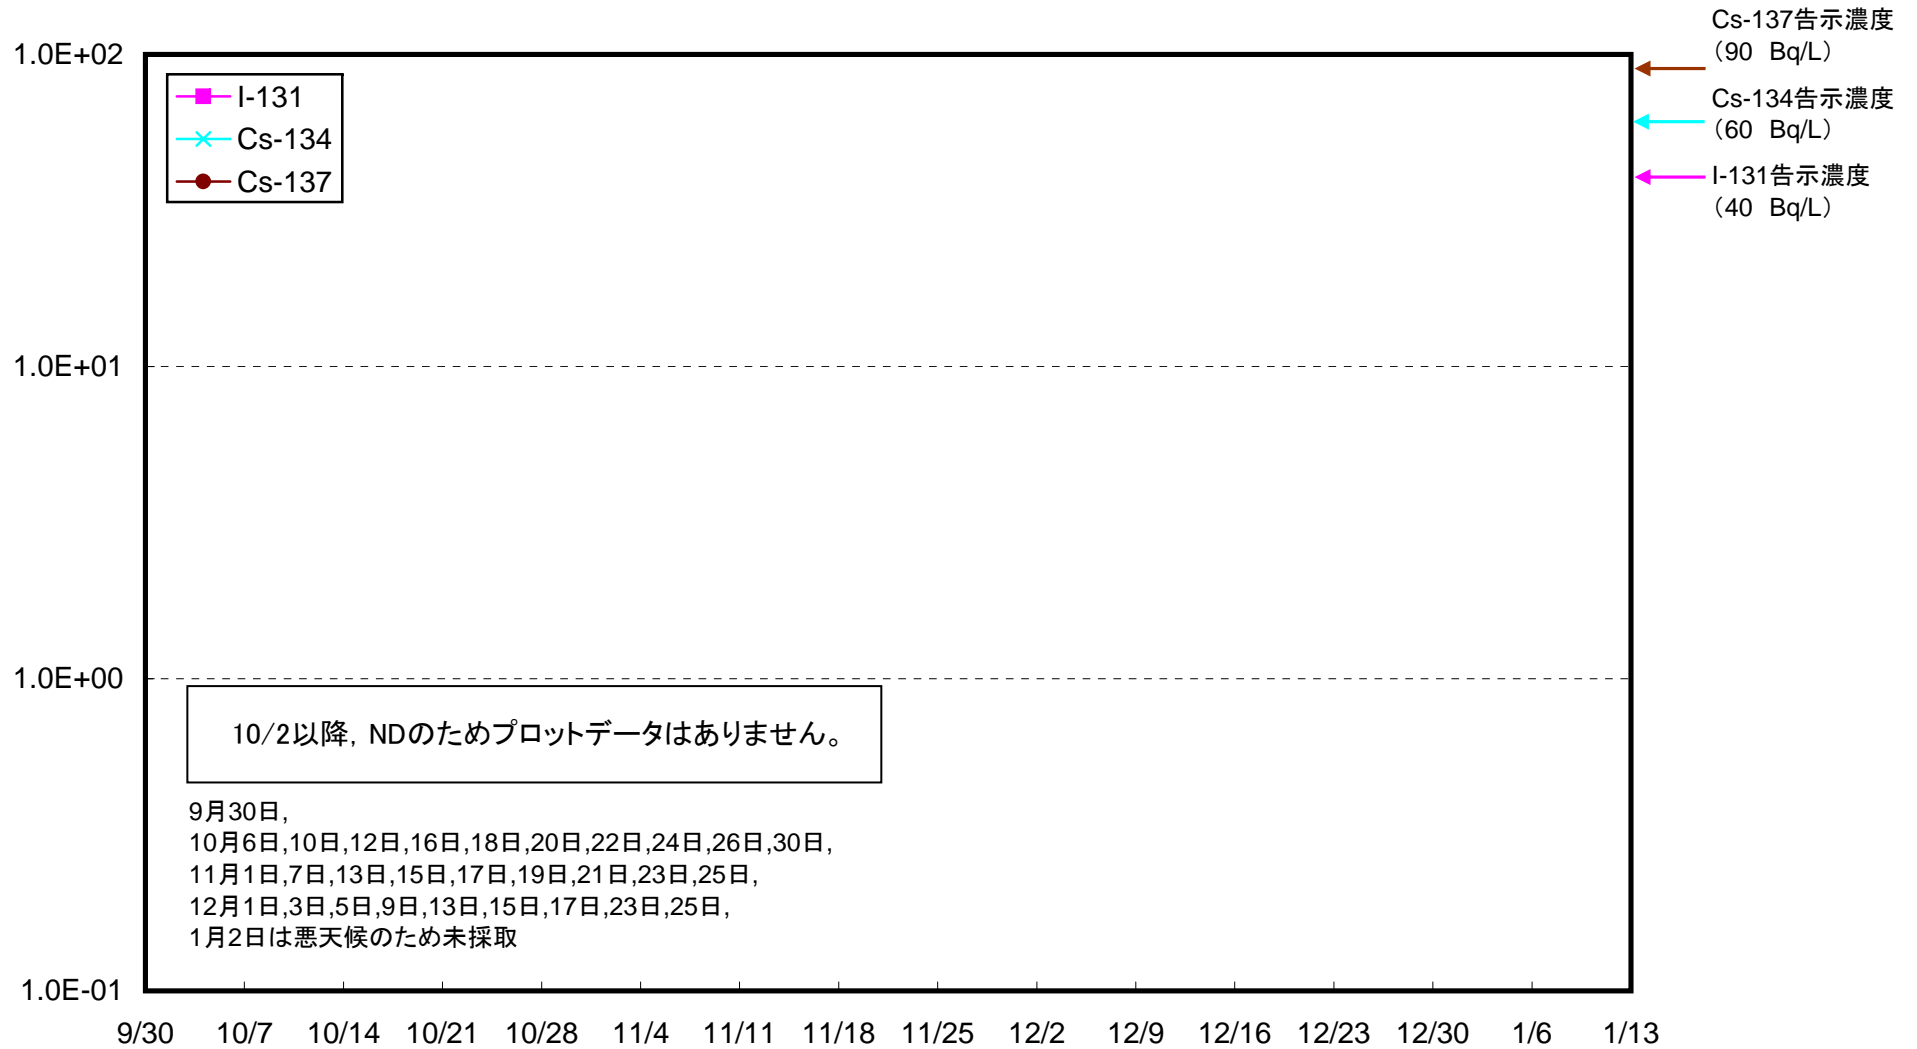 Cs-137告示濃度
（90 Bq/L）
Cs-134告示濃度
（60 Bq/L）
I-131告示濃度
（40 Bq/L）
1.0E+02
1.0E+01
1.0E+00
1.0E-01
I-131
Cs-134
Cs-137
10/2以降, NDのためプロットデータはありません。
9月30日,
10月6日,10日,12日,16日,18日,20日,22日,24日,26日,30日,
11月1日,7日,13日,15日,17日,19日,21日,23日,25日,
12月1日,3日,5日,9日,13日,15日,17日,23日,25日,
1月2日は悪天候のため未採取
9/30 10/7 10/14 10/21 10/28 11/4 11/11 11/18 11/25 12/2 12/9 12/16 12/23 12/30 1/6 1/13